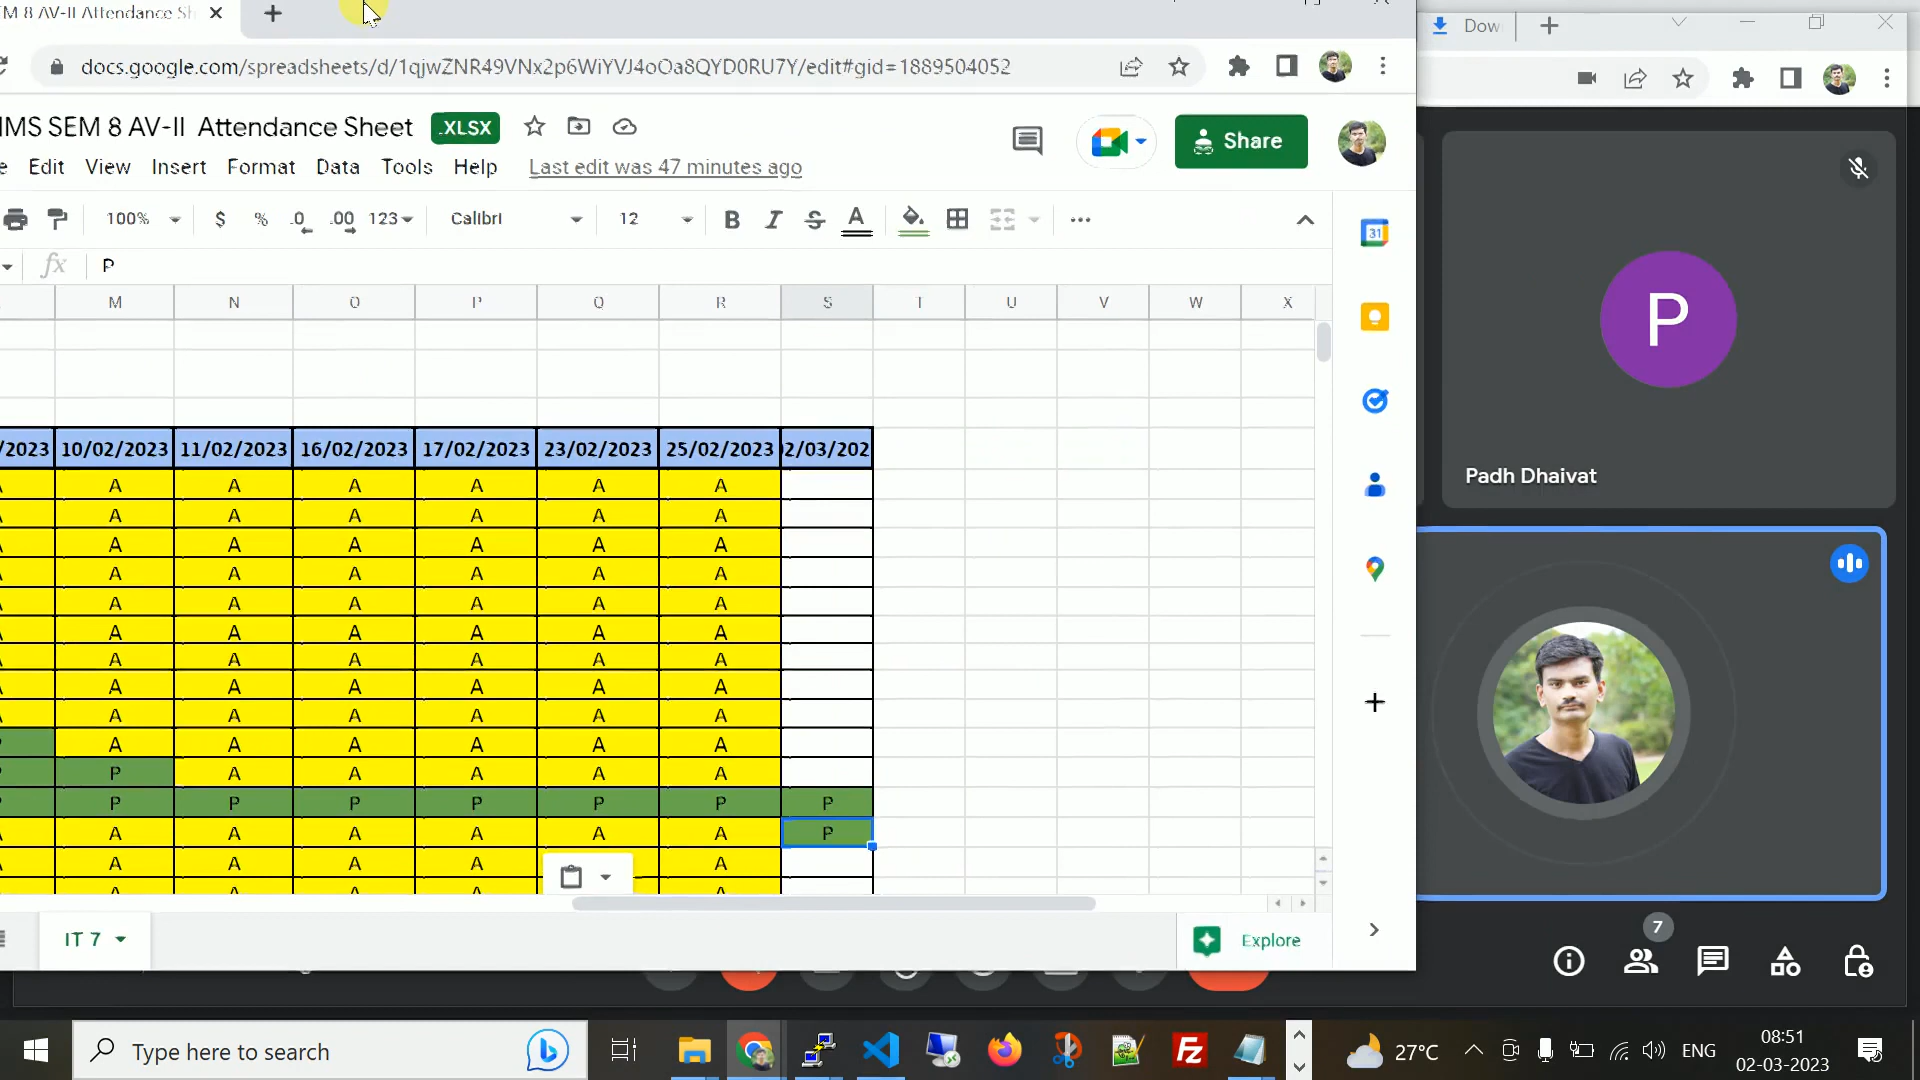 M 8 AV-II Attendance Sh
Dow
docs.google.com/spreadsheets/d/1qjwZNR49VNx2p6WiYVJ4oOa8QYD0RU7Y/edit#gid=1889504052
IMS SEM 8 AV-II Attendance Sheet .XLSX
Share
e Edit View Insert Format Data Tools Help Last edit was 47 minutes ago
100% $ % .0 .00 123 Calibri 12 B I S A
31
fx P
M N O P Q R S T U V W X
/2023 10/02/2023 11/02/2023 16/02/2023 17/02/2023 23/02/2023 25/02/2023 02/03/202
A A A A A A A
A A A A A A A
A A A A A A A
A A A A A A A
A A A A A A A
A A A A A A A
A A A A A A A
A A A A A A A
A A A A A A A
P A A A A A A
P P A A A A A
P P P P P P P P
A A A A A A A P
A A A A A A
A A A A A A A
IT 7
Explore
P
Padh Dhaivat
7
Type here to search
Fz
27°C
ENG
08:51
02-03-2023